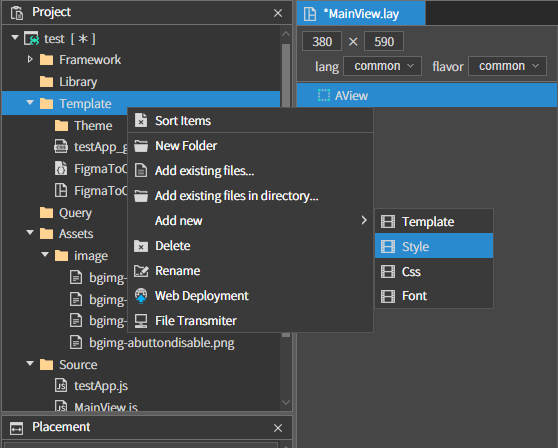 Project
test [ * ]
Framework
Library
Template
Theme
testApp_g
FigmaToC
FigmaToC
Query
Assets
image
bgimg-
bgimg-
bgimg-
bgimg-abuttondisable.png
Source
testApp.js
MainView.js
Placement
Sort Items
New Folder
Add existing files...
Add existing files in directory...
Add new
Delete
Rename
Web Deployment
File Transmiter
Template
Style
Css
Font
*MainView.lay
380 × 590
lang common flavor common
AView